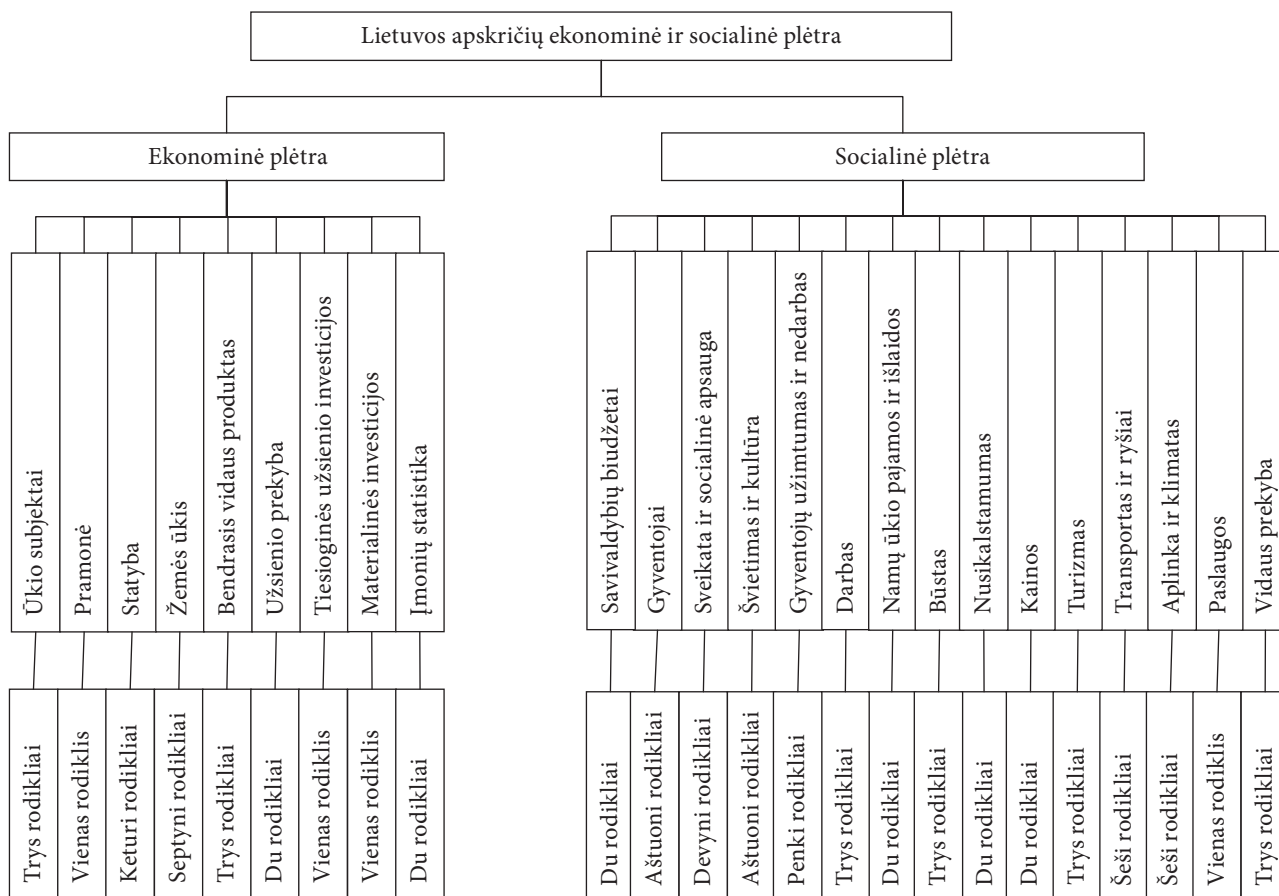 Lietuvos apskričių ekonominė ir socialinė plėtra
Ekonominė plėtra
Socialinė plėtra
Ūkio subjektai
Pramonė
Statyba
Žemės ūkis
Bendrasis vidaus produktas
Užsienio prekyba
Tiesioginės užsienio investicijos
Materialinės investicijos
Įmonių statistika
Savivaldybių biudžetai
Gyventojai
Sveikata ir socialinė apsauga
Švietimas ir kultūra
Gyventojų užimtumas ir nedarbas
Darbas
Namų ūkio pajamos ir išlaidos
Būstas
Nusikalstamumas
Kainos
Turizmas
Transportas ir ryšiai
Aplinka ir klimatas
Paslaugos
Vidaus prekyba
Trys rodikliai
Vienas rodiklis
Keturi rodikliai
Septyni rodikliai
Trys rodikliai
Du rodikliai
Vienas rodiklis
Vienas rodiklis
Du rodikliai
Du rodikliai
Aštuoni rodikliai
Devyni rodikliai
Aštuoni rodikliai
Penki rodikliai
Trys rodikliai
Du rodikliai
Trys rodikliai
Du rodikliai
Du rodikliai
Trys rodikliai
Šeši rodikliai
Šeši rodikliai
Vienas rodiklis
Trys rodikliai